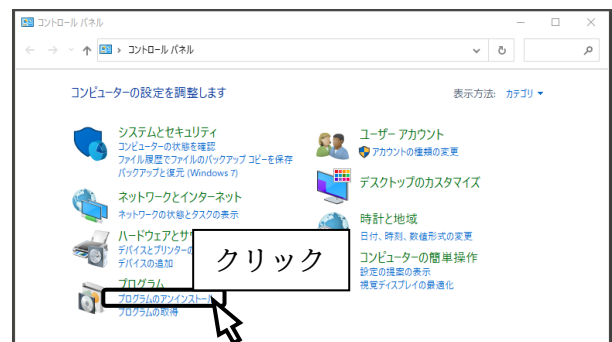 コントロール パネル
コントロール パネル
コンピューターの設定を調整します
表示方法: カテゴリ
システムとセキュリティ
コンピューターの状態を確認
ファイル履歴でファイルのバックアップ コピーを保存
バックアップと復元 (Windows 7)
ネットワークとインターネット
ネットワークの状態とタスクの表示
ハードウェアとサ
デバイスとプリンターの
デバイスの追加
プログラム
プログラムのアンインストール
プログラムの取得
ユーザー アカウント
アカウントの種類の変更
デスクトップのカスタマイズ
時計と地域
日付、時刻、数値形式の変更
コンピューターの簡単操作
設定の提案の表示
視覚ディスプレイの最適化
クリック